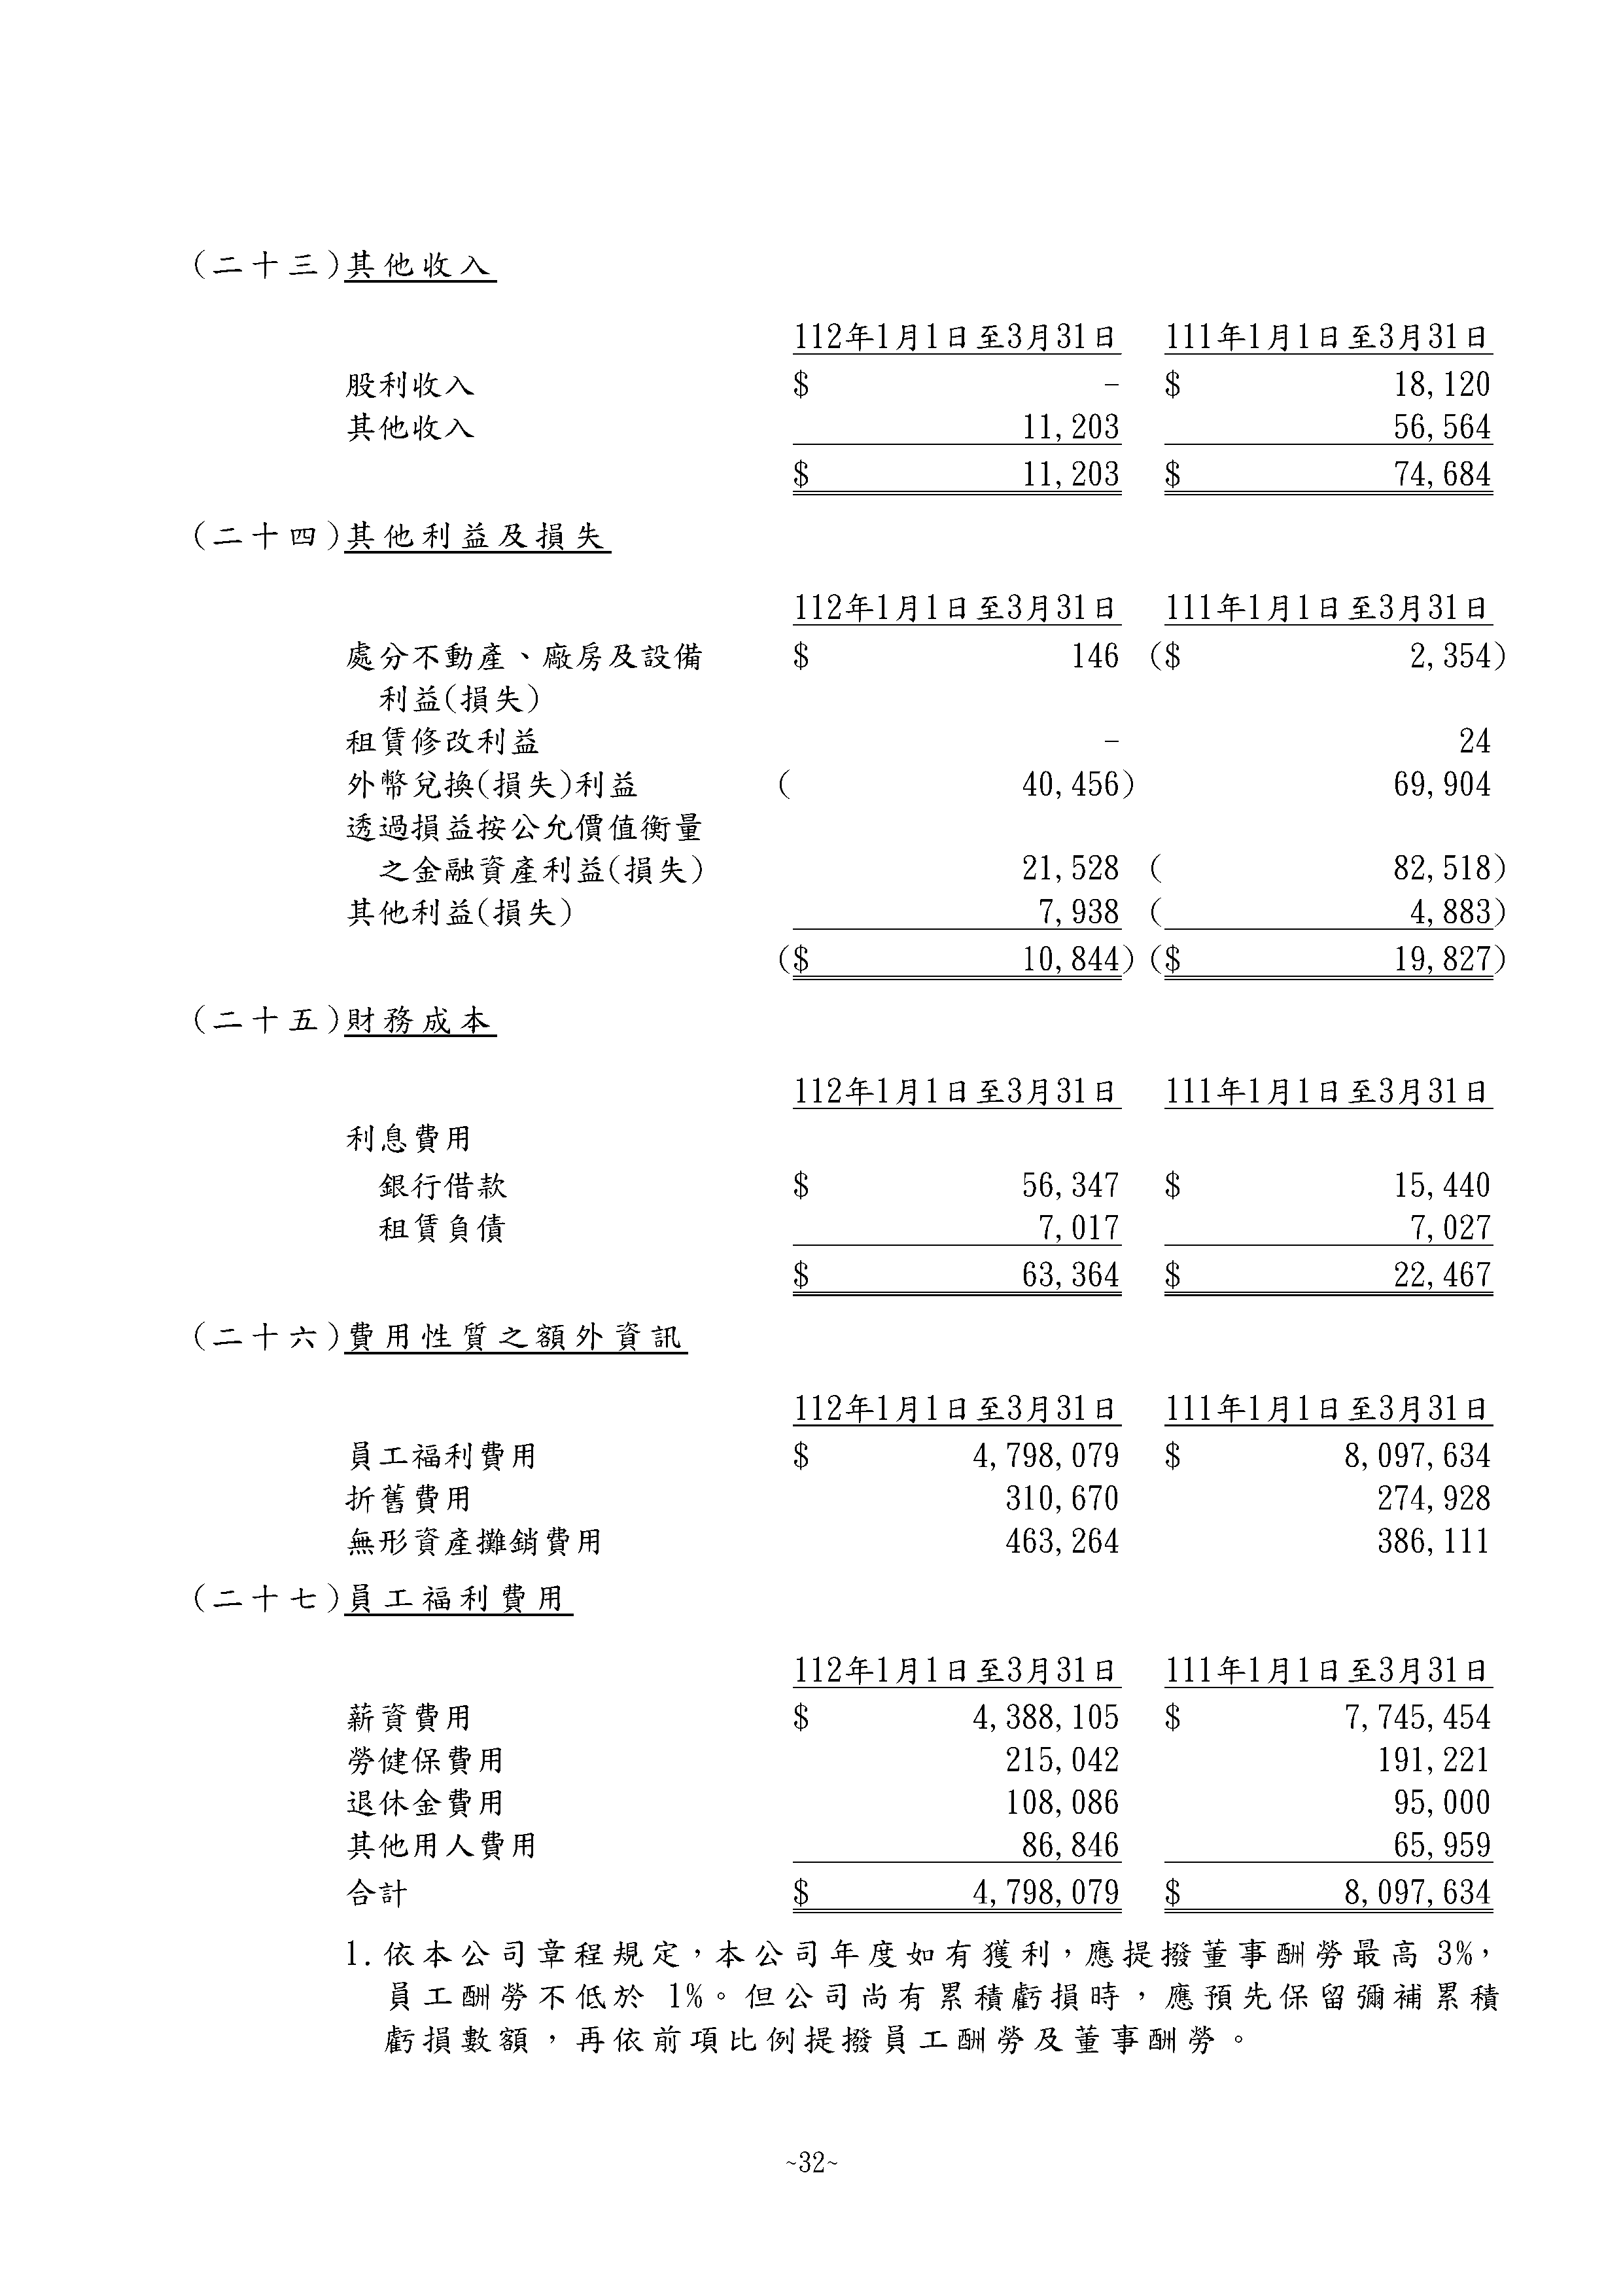 (二十三)其他收入
112年1月1日至3月31日 111年1月1日至3月31日
股利收入 $ - $ 18,120
其他收入 11,203 56,564
$ 11,203 $ 74,684
(二十四)其他利益及損失
112年1月1日至3月31日 111年1月1日至3月31日
處分不動產、廠房及設備 $ 146 ($ 2,354)
利益(損失)
租賃修改利益 - 24
外幣兌換(損失)利益 ( 40,456) 69,904
透過損益按公允價值衡量
之金融資產利益(損失) 21,528 ( 82,518)
其他利益(損失) 7,938 ( 4,883)
($ 10,844) ($ 19,827)
(二十五)財務成本
112年1月1日至3月31日 111年1月1日至3月31日
利息費用
銀行借款 $ 56,347 $ 15,440
租賃負債 7,017 7,027
$ 63,364 $ 22,467
(二十六)費用性質之額外資訊
112年1月1日至3月31日 111年1月1日至3月31日
員工福利費用 $ 4,798,079 $ 8,097,634
折舊費用 310,670 274,928
無形資產攤銷費用 463,264 386,111
(二十七)員工福利費用
112年1月1日至3月31日 111年1月1日至3月31日
薪資費用 $ 4,388,105 $ 7,745,454
勞健保費用 215,042 191,221
退休金費用 108,086 95,000
其他用人費用 86,846 65,959
合計 $ 4,798,079 $ 8,097,634
1.依本公司章程規定，本公司年度如有獲利，應提撥董事酬勞最高 3%，
員工酬勞不低於 1%。但公司尚有累積虧損時，應預先保留彌補累積
虧損數額，再依前項比例提撥員工酬勞及董事酬勞。
~32~